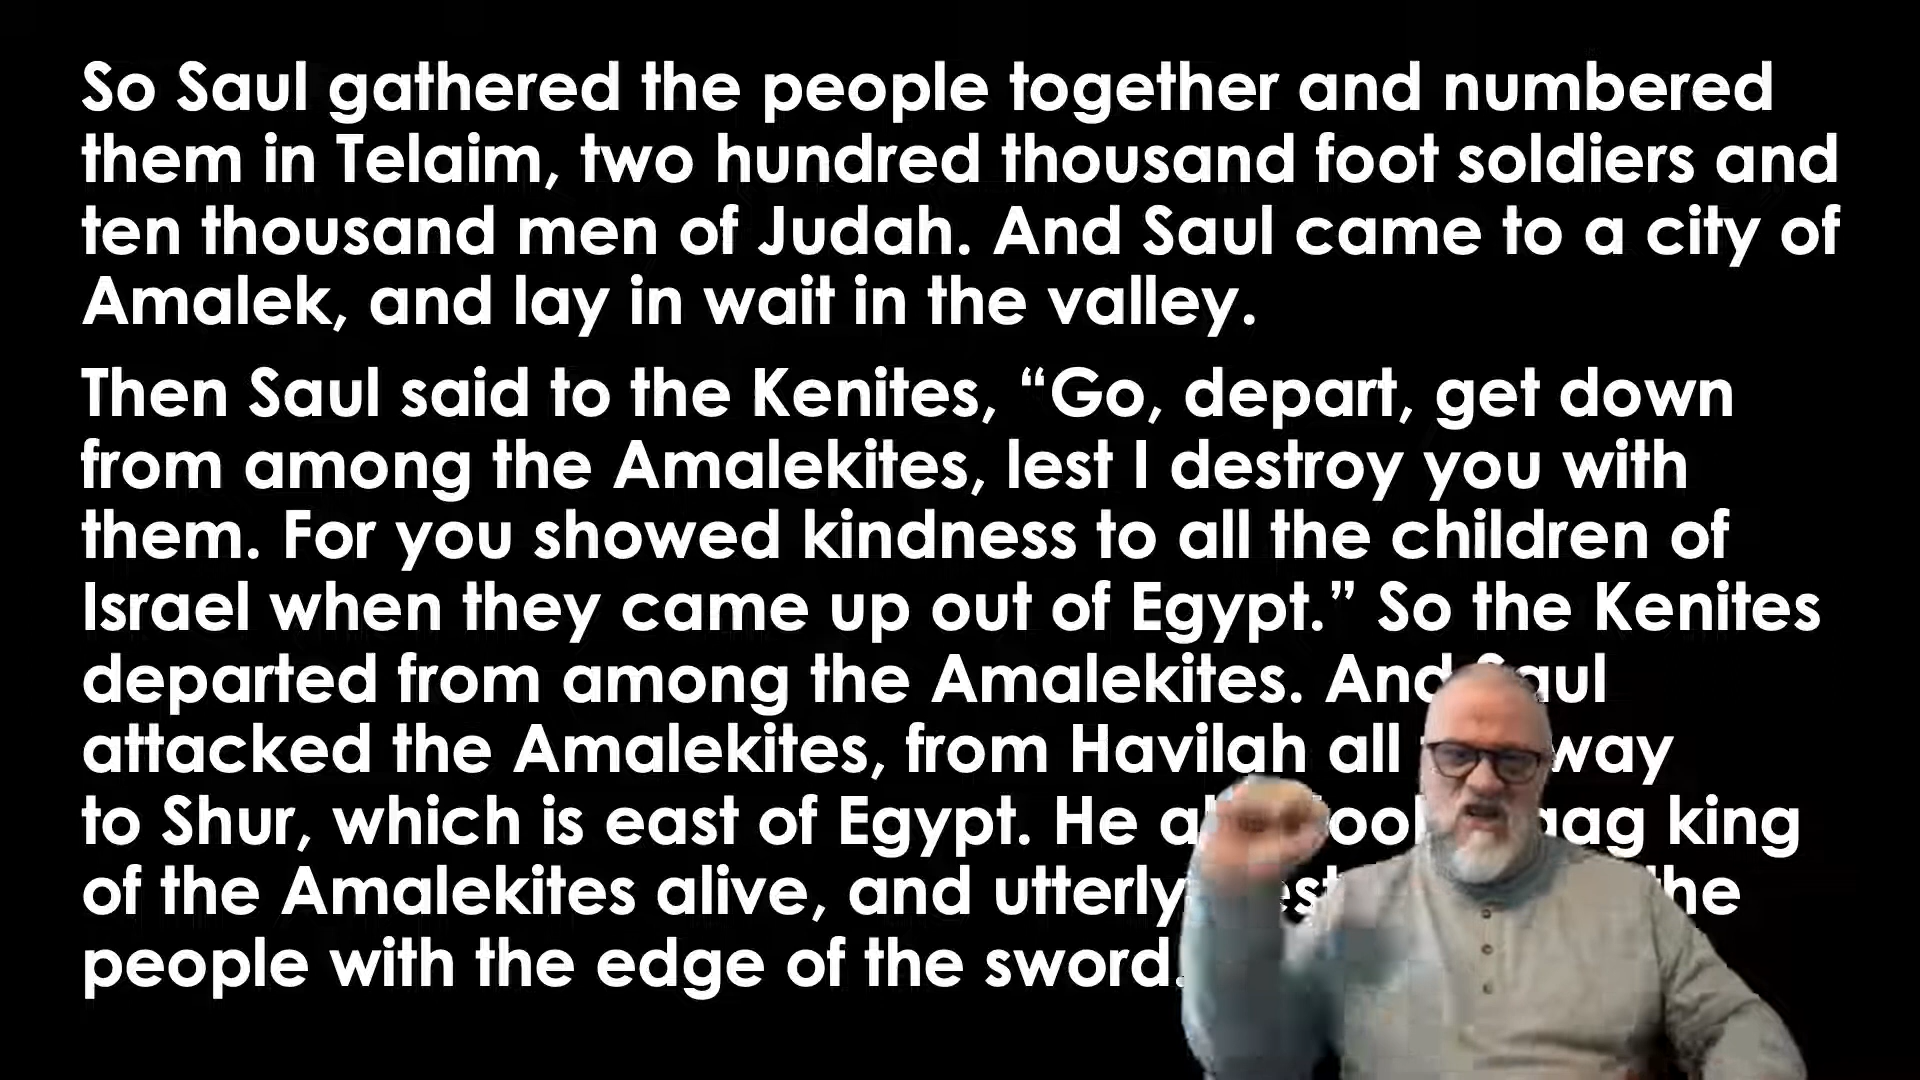 So Saul gathered the people together and numbered
them in Telaim, two hundred thousand foot soldiers and
ten thousand men of Judah. And Saul came to a city of
Amalek, and lay in wait in the valley.
Then Saul said to the Kenites, “Go, depart, get down
from among the Amalekites, lest I destroy you with
them. For you showed kindness to all the children of
Israel when they came up out of Egypt.” So the Kenites
departed from among the Amalekites. And Saul
attacked the Amalekites, from Havilah all way
to Shur, which is east of Egypt. He king
of the Amalekites alive, and utterly
people with the edge of the sword.